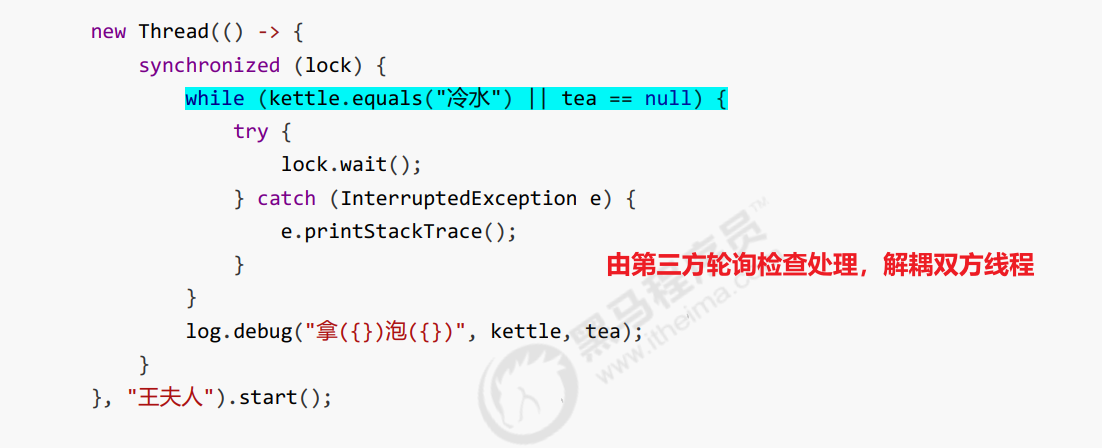 new Thread(() -> {
synchronized (lock) {
while (kettle.equals("冷水") || tea == null) {
try {
lock.wait();
} catch (InterruptedException e) {
e.printStackTrace();
}
由第三方轮询检查处理，解耦双方线程
}
log.debug("拿({})泡({})", kettle, tea);
}
}, "王夫人").start();
黑马程序员™
www.itheima.com